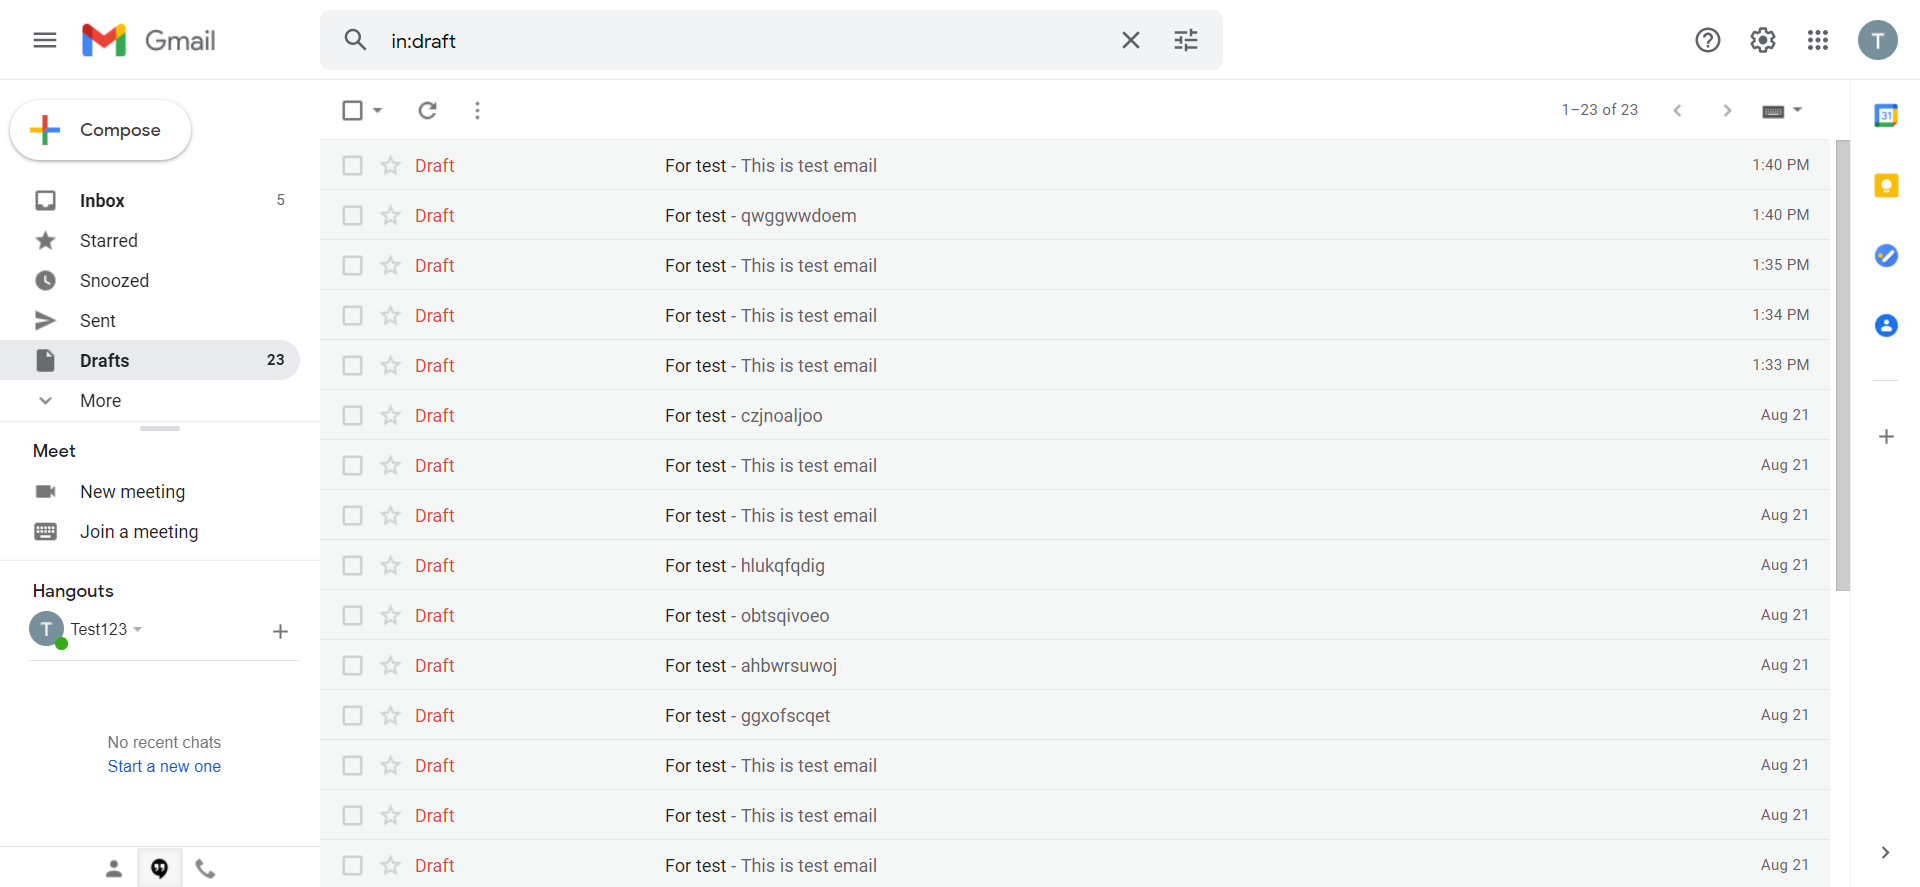 Gmail
in:draft
T
Compose
1–23 of 23
31
Inbox 5
Starred
Snoozed
Sent
Drafts 23
More
Meet
New meeting
Join a meeting
Hangouts
T Test123
No recent chats
Start a new one
Draft For test - This is test email 1:40 PM
Draft For test - qwggwwdoem 1:40 PM
Draft For test - This is test email 1:35 PM
Draft For test - This is test email 1:34 PM
Draft For test - This is test email 1:33 PM
Draft For test - czjnoaljoo Aug 21
Draft For test - This is test email Aug 21
Draft For test - This is test email Aug 21
Draft For test - hlukqfqdig Aug 21
Draft For test - obtsqivoeo Aug 21
Draft For test - ahbwrsuwoj Aug 21
Draft For test - ggxofscqet Aug 21
Draft For test - This is test email Aug 21
Draft For test - This is test email Aug 21
Draft For test - This is test email Aug 21